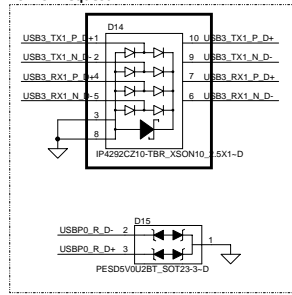 D14
USB3_TX1_P_D+ 1 10 USB3_TX1_P_D+
USB3_TX1_N_D- 2 9 USB3_TX1_N_D-
USB3_RX1_P_D+ 4 7 USB3_RX1_P_D+
USB3_RX1_N_D- 5 6 USB3_RX1_N_D-
3
8
IP4292CZ10-TBR_XSON10_2.5X1~D
D15
USBP0_R_D- 2
1
USBP0_R_D+ 3
PESD5V0U2BT_SOT23-3~D